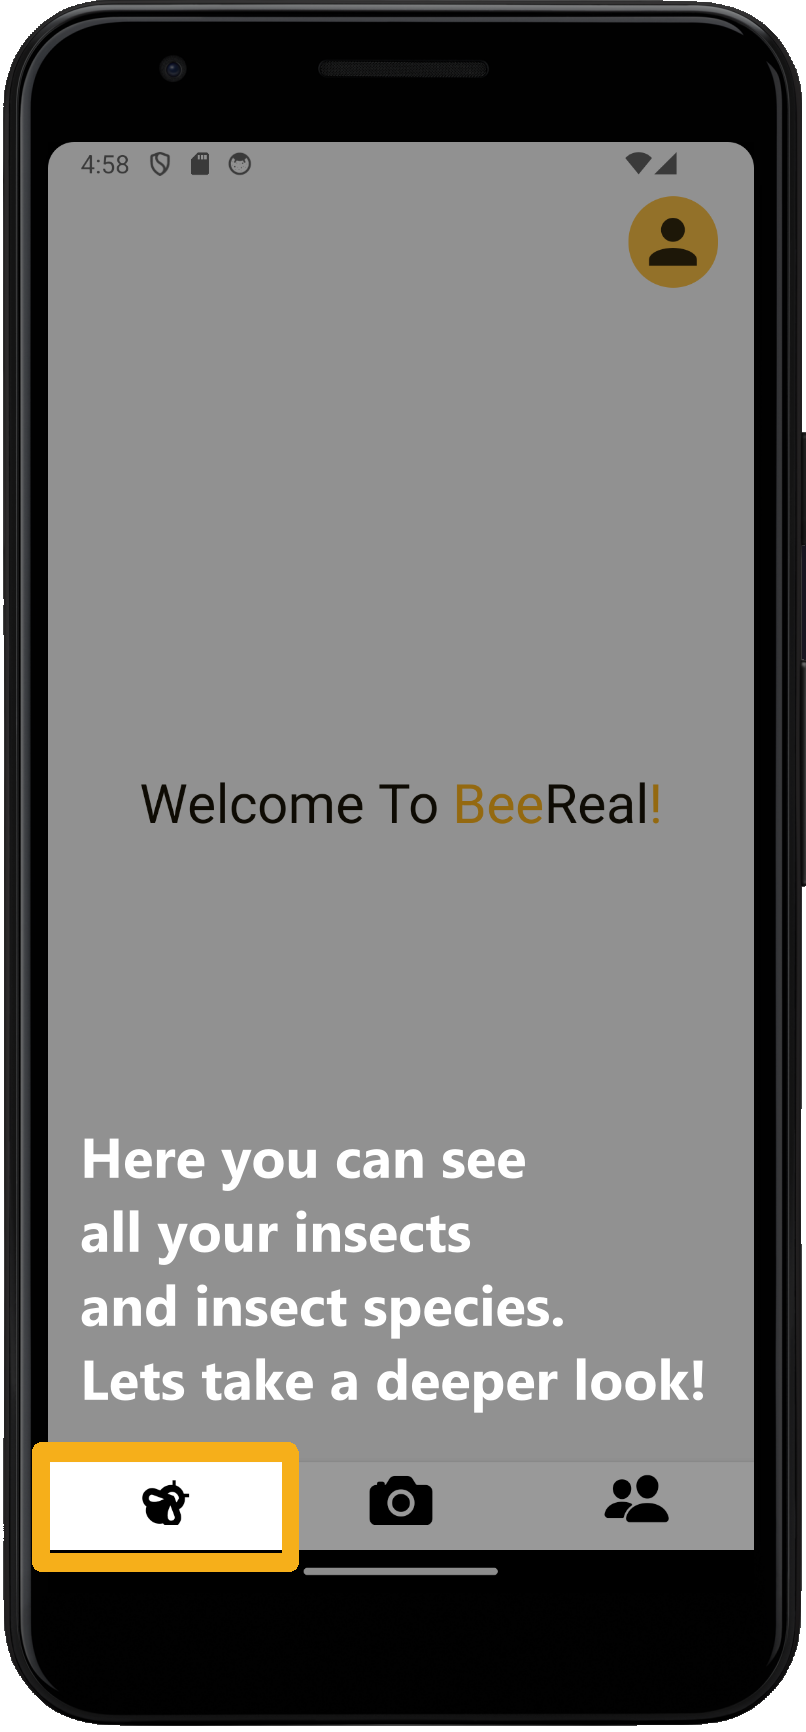 4:58
Welcome To BeeReal!
Here you can see
all your insects
and insect species.
Lets take a deeper look!